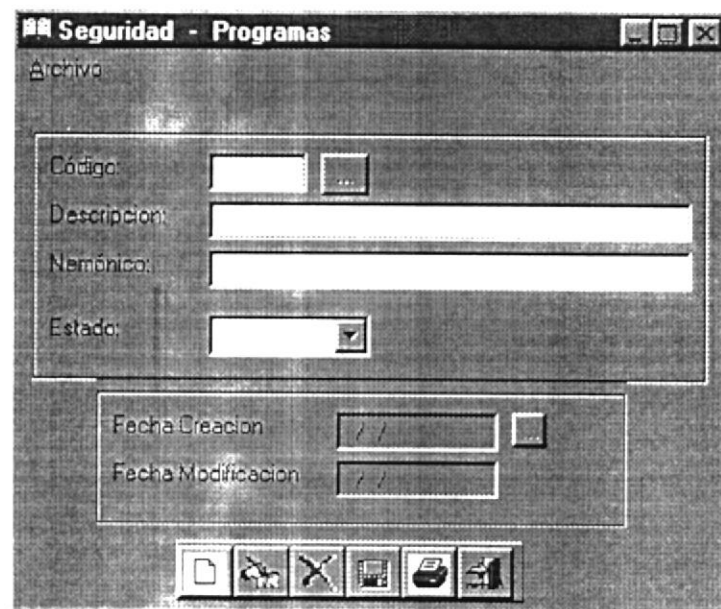 Seguridad - Programas
Archivo
Código:
...
Descripcion:
Nemónico:
Estado:
Fecha Creacion
/ /
...
Fecha Modificacion
/ /